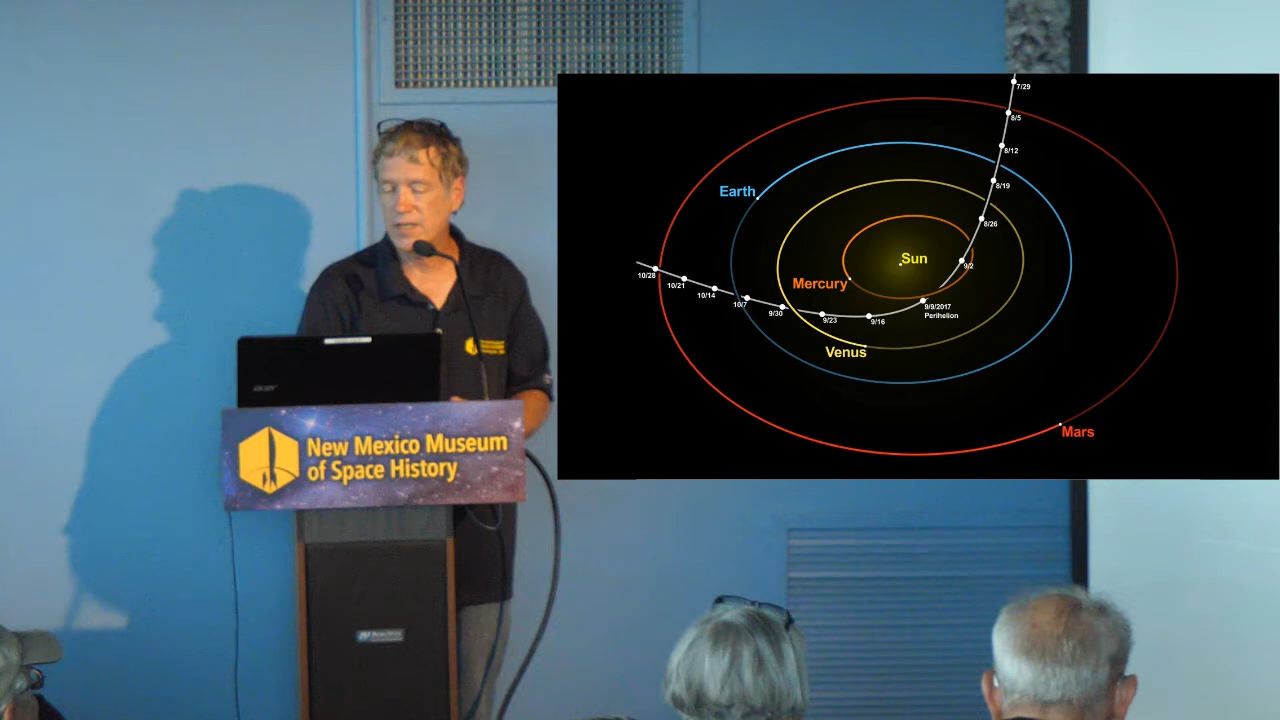 7/29
8/5
8/12
8/19
Earth
8/26
Sun
9/2
10/28
10/21
Mercury
10/14
10/7
9/30
9/9/2017
Perihelion
9/23
9/16
Venus
Mars
acer
New Mexico Museum
of Space History